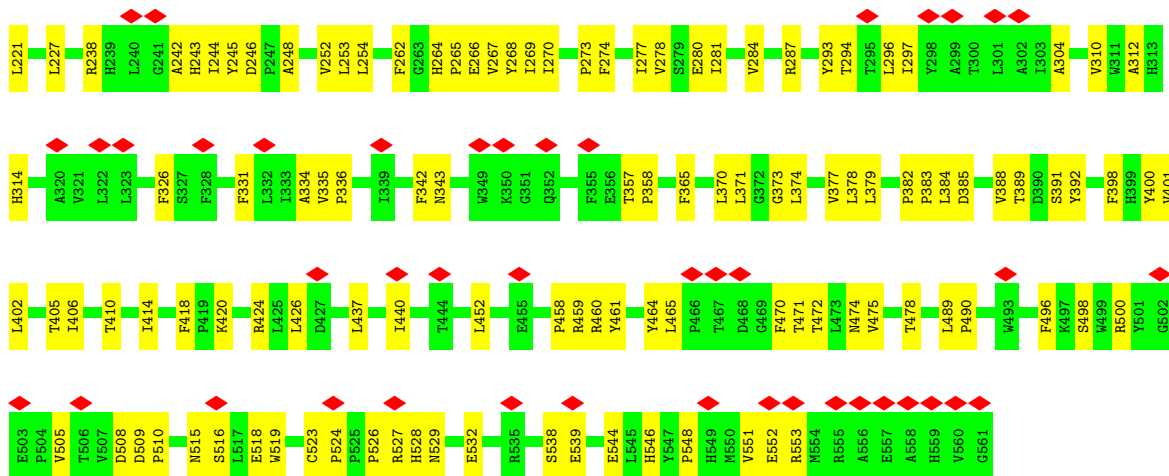 L221 L227 R238 H239 L240 G241 A242 H243 I244 Y245 D246 P247 A248 V252 L253 L254 F262 G263 H264 P265 E266 V267 Y268 I269 I270 P273 F274 I277 V278 S279 E280 I281 V284 R287 Y293 T294 T295 L296 I297 Y298 A299 T300 L301 A302 I303 A304 V310 W311 A312 H313
H314 A320 V321 L322 L323 F326 S327 F328 F331 L332 I333 A334 V335 P336 I339 F342 N343 W349 K350 G351 Q352 F355 E356 T357 P358 F365 L370 L371 G372 G373 L374 V377 L378 L379 P382 P383 L384 D385 V388 T389 D390 S391 Y392 F398 H399 Y400 V401
L402 T405 I406 T410 I414 F418 P419 K420 R424 L425 L426 D427 L437 I440 T444 L452 E455 P458 R459 R460 Y461 Y464 L465 P466 T467 D468 G469 F470 T471 T472 L473 N474 V475 T478 L489 P490 W493 F496 K497 S498 W499 R500 Y501 G502
E503 P504 V505 T506 V507 D508 D509 P510 N515 S516 L517 E518 W519 C523 P524 P525 P526 R527 H528 N529 E532 R535 S538 E539 E544 L545 H546 Y547 P548 H549 M550 V551 E552 R553 M554 R555 A556 E557 A558 H559 V560 G561